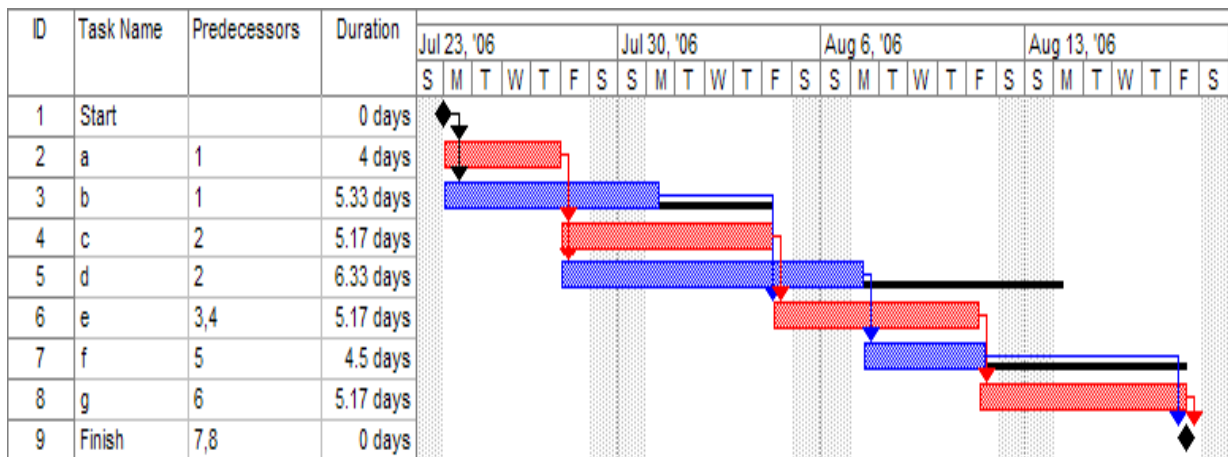 ID Task Name Predecessors Duration
Jul 23, '06 Jul 30, '06 Aug 6, '06 Aug 13, '06
S M T W T F S S M T W T F S S M T W T F S S M T W T F S
1 Start 0 days
2 a 1 4 days
3 b 1 5.33 days
4 c 2 5.17 days
5 d 2 6.33 days
6 e 3,4 5.17 days
7 f 5 4.5 days
8 g 6 5.17 days
9 Finish 7,8 0 days